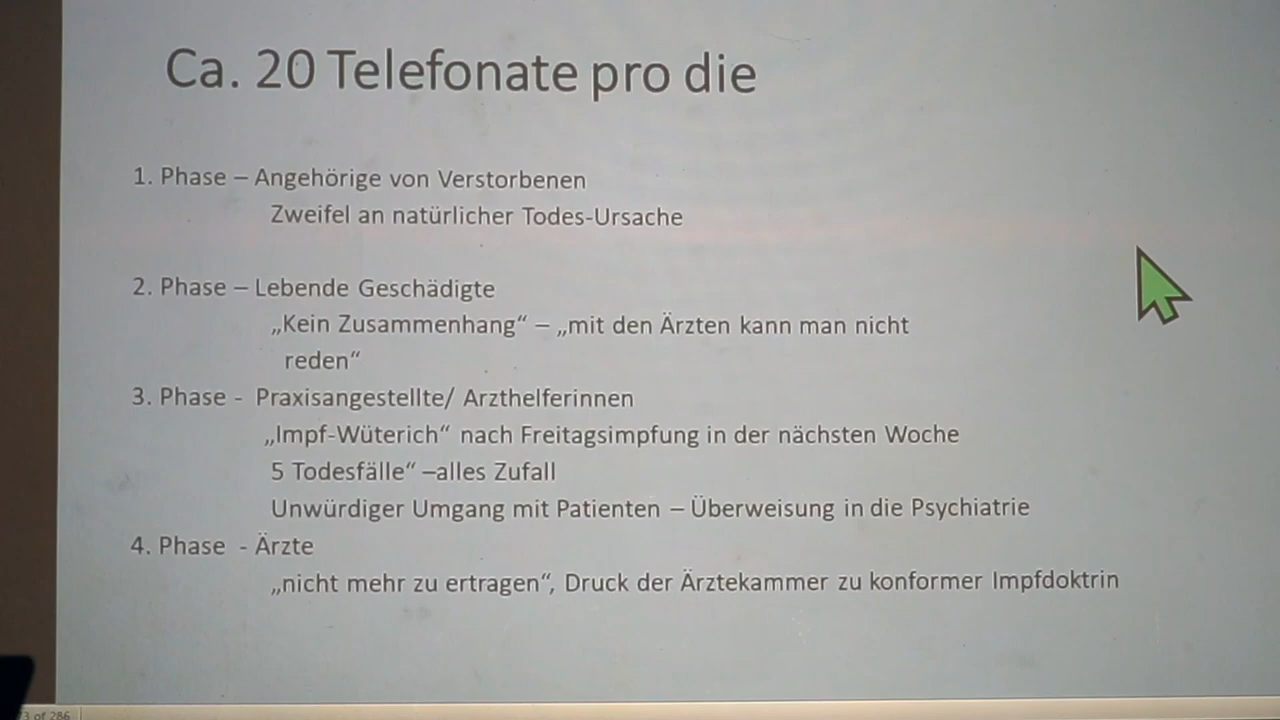 Ca. 20 Telefonate pro die
1. Phase – Angehörige von Verstorbenen
Zweifel an natürlicher Todes-Ursache
2. Phase – Lebende Geschädigte
„Kein Zusammenhang“ – „mit den Ärzten kann man nicht
reden“
3. Phase - Praxisangestellte/ Arzthelferinnen
„Impf-Wüterich“ nach Freitagsimpfung in der nächsten Woche
5 Todesfälle“ –alles Zufall
Unwürdiger Umgang mit Patienten – Überweisung in die Psychiatrie
4. Phase - Ärzte
„nicht mehr zu ertragen“, Druck der Ärztekammer zu konformer Impfdoktrin
of 286